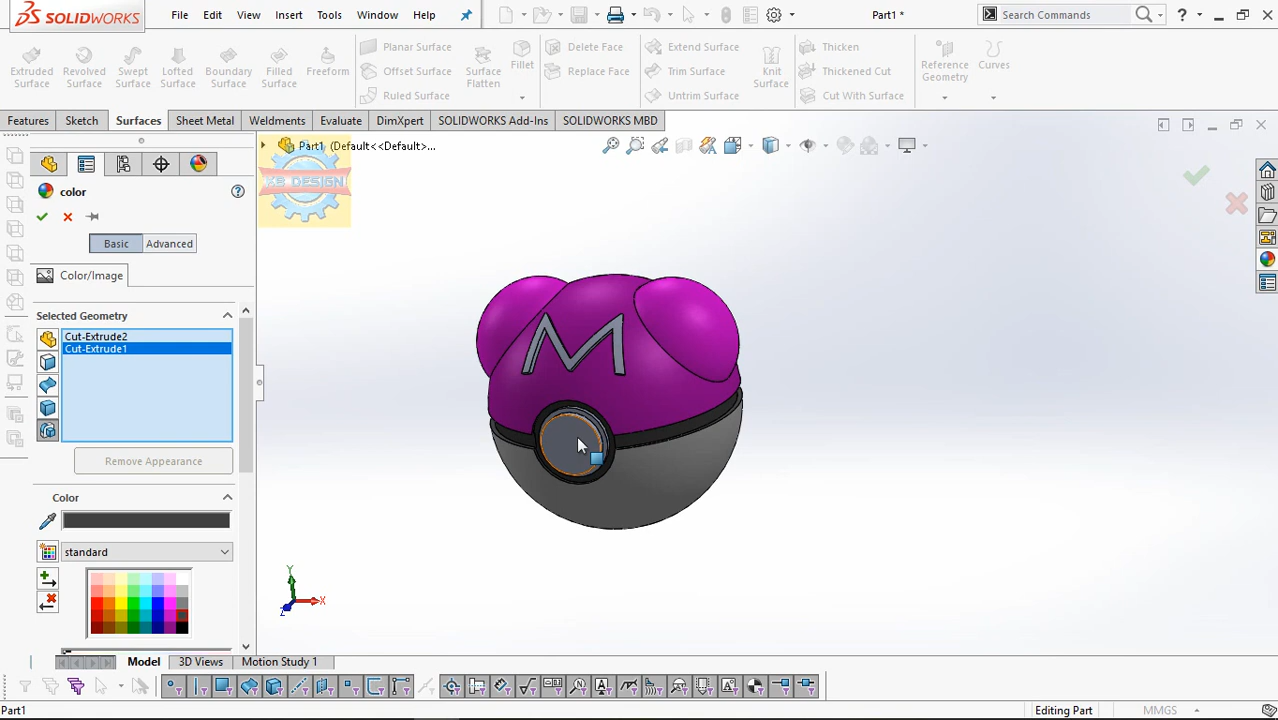 SOLIDWORKS File Edit View Insert Tools Window Help Part1 * Search Commands ?
Extruded Surface Revolved Surface Swept Surface Lofted Surface Boundary Surface Filled Surface Freeform Planar Surface Offset Surface Ruled Surface Surface Flatten Fillet Delete Face Replace Face Extend Surface Trim Surface Untrim Surface Knit Surface Thicken Thickened Cut Cut With Surface Reference Geometry Curves
Features Sketch Surfaces Sheet Metal Weldments Evaluate DimXpert SOLIDWORKS Add-Ins SOLIDWORKS MBD
Part1 (Default<<Default>...
KB DESIGN
color
Basic Advanced
Color/Image
Selected Geometry
Cut-Extrude2
Cut-Extrude1
Remove Appearance
Color
standard
M
Y
X
Z
Model 3D Views Motion Study 1
Part1 Editing Part MMGS